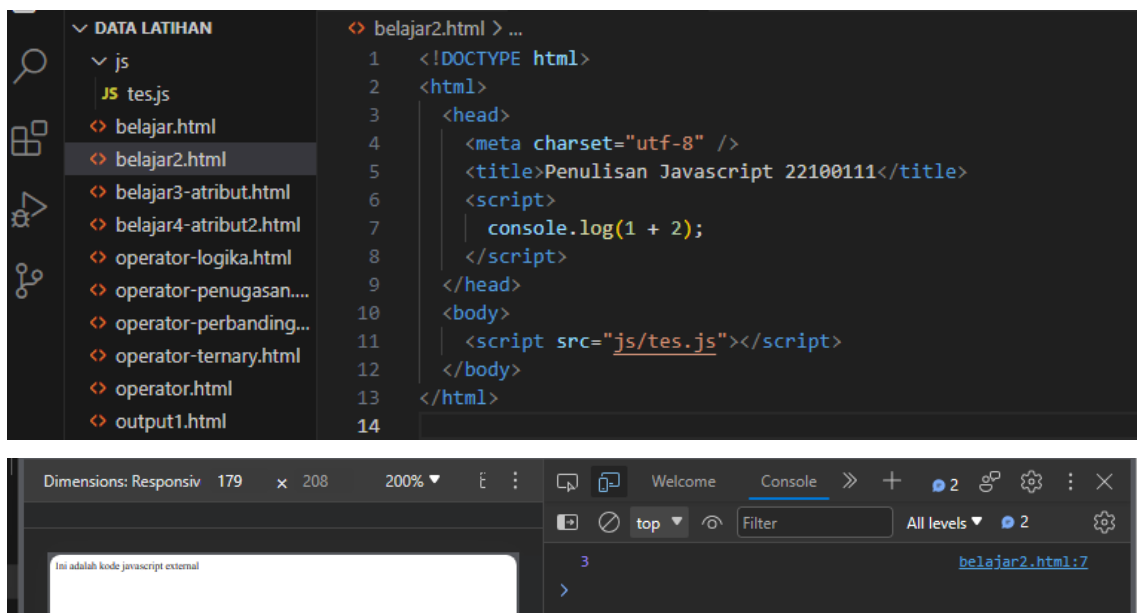 DATA LATIHAN
js
JS tes.js
<> belajar.html
<> belajar2.html
<> belajar3-atribut.html
<> belajar4-atribut2.html
<> operator-logika.html
<> operator-penugasan....
<> operator-perbanding...
<> operator-ternary.html
<> operator.html
<> output1.html
<> belajar2.html > ...
1 <!DOCTYPE html>
2 <html>
3 <head>
4 <meta charset="utf-8" />
5 <title>Penulisan Javascript 22100111</title>
6 <script>
7 console.log(1 + 2);
8 </script>
9 </head>
10 <body>
11 <script src="js/tes.js"></script>
12 </body>
13 </html>
14
Dimensions: Responsiv 179 × 208 200% ▼
Welcome Console 2
top ▼ Filter All levels ▼ 2
Ini adalah kode javascript external
3 belajar2.html:7
>